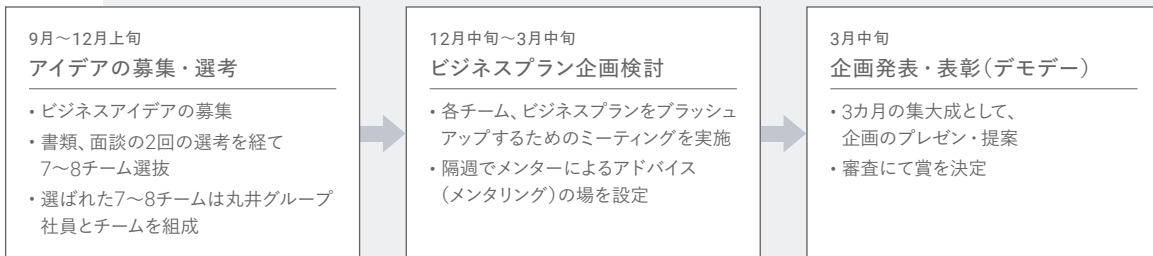 9月～12月上旬
アイデアの募集・選考
・ビジネスアイデアの募集
・書類、面談の2回の選考を経て
7～8チーム選抜
・選ばれた7～8チームは丸井グループ
社員とチームを組成
12月中旬～3月中旬
ビジネスプラン企画検討
・各チーム、ビジネスプランをブラッシュ
アップするためのミーティングを実施
・隔週でメンターによるアドバイス
（メンタリング）の場を設定
3月中旬
企画発表・表彰（デモデー）
・3カ月の集大成として、
企画のプレゼン・提案
・審査にて賞を決定